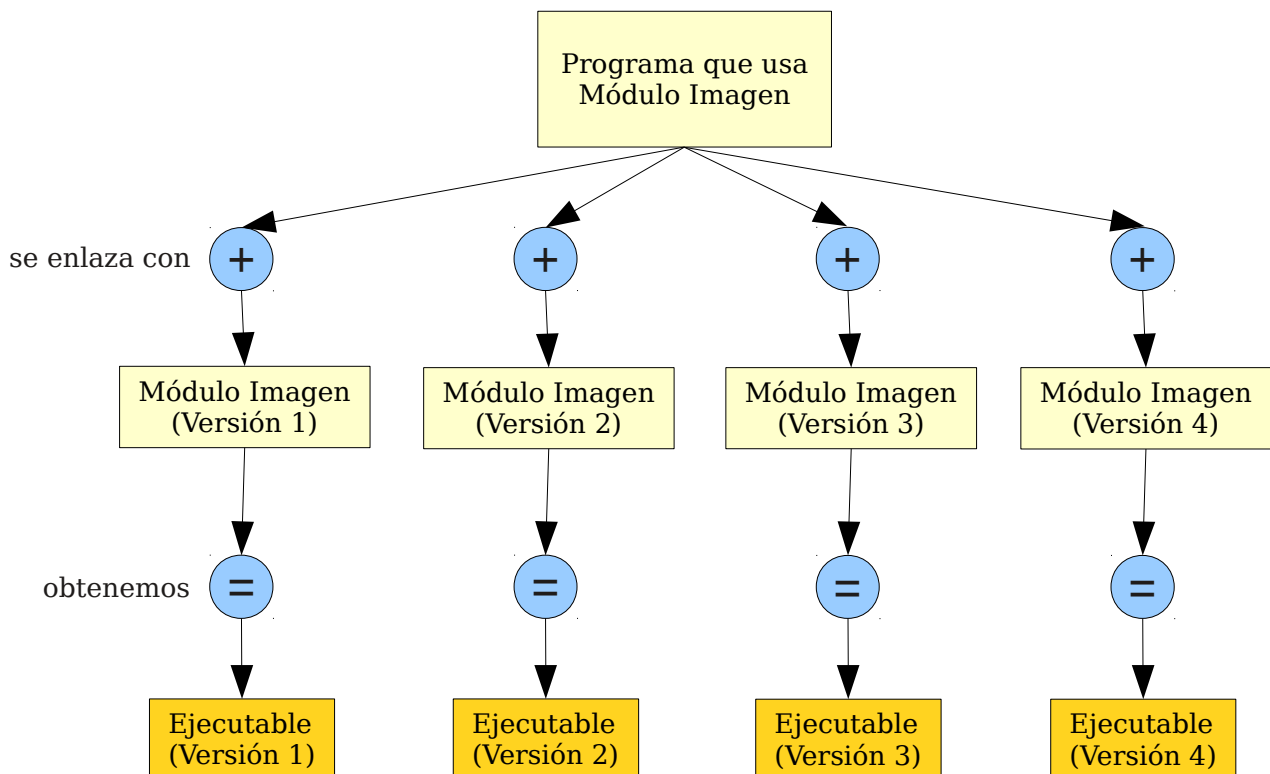 Programa que usa
Módulo Imagen
se enlaza con
+
+
+
+
Módulo Imagen
(Versión 1)
Módulo Imagen
(Versión 2)
Módulo Imagen
(Versión 3)
Módulo Imagen
(Versión 4)
obtenemos
=
=
=
=
Ejecutable
(Versión 1)
Ejecutable
(Versión 2)
Ejecutable
(Versión 3)
Ejecutable
(Versión 4)